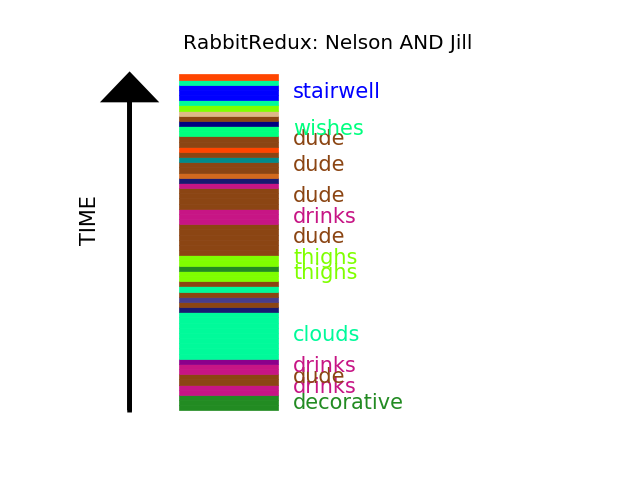 RabbitRedux: Nelson AND Jill
TIME
stairwell
wishes
dude
dude
dude
drinks
dude
thighs
thighs
clouds
drinks
dude
drinks
decorative